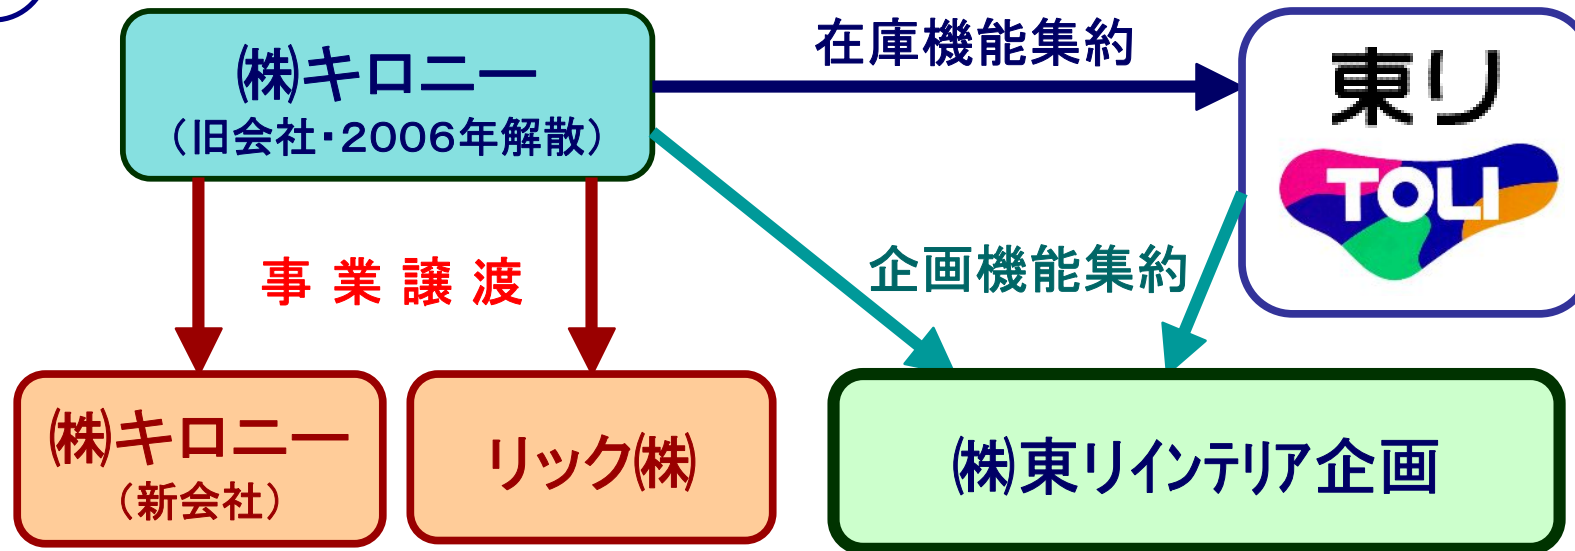 ㈱キロニー
（旧会社・2006年解散）
在庫機能集約
東リ
TOLI
事業譲渡
企画機能集約
㈱キロニー
（新会社）
リック㈱
㈱東リインテリア企画